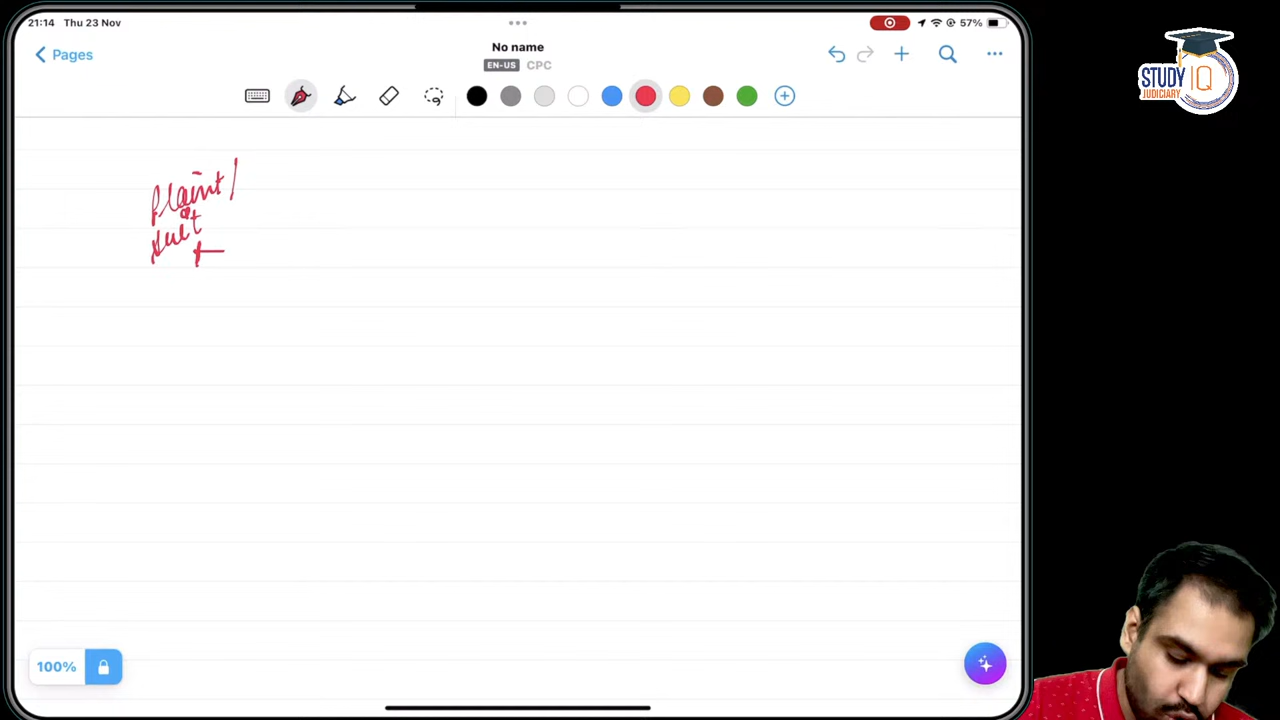 21:14 Thu 23 Nov
57%
Pages
No name
EN-US CPC
Plaint /
suit
100%
STUDY IQ
JUDICIARY